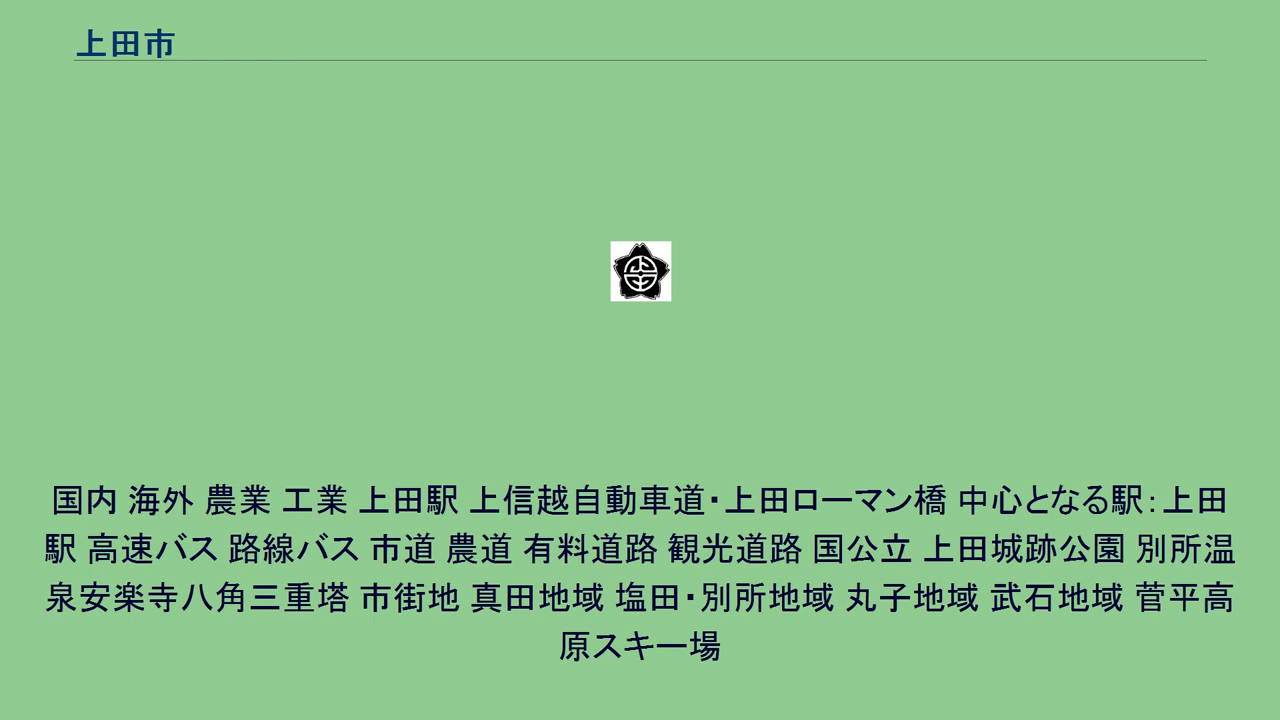 上田市
国内 海外 農業 工業 上田駅 上信越自動車道・上田ローマン橋 中心となる駅：上田
駅 高速バス 路線バス 市道 農道 有料道路 観光道路 国公立 上田城跡公園 別所温
泉安楽寺八角三重塔 市街地 真田地域 塩田・別所地域 丸子地域 武石地域 菅平高
原スキー場